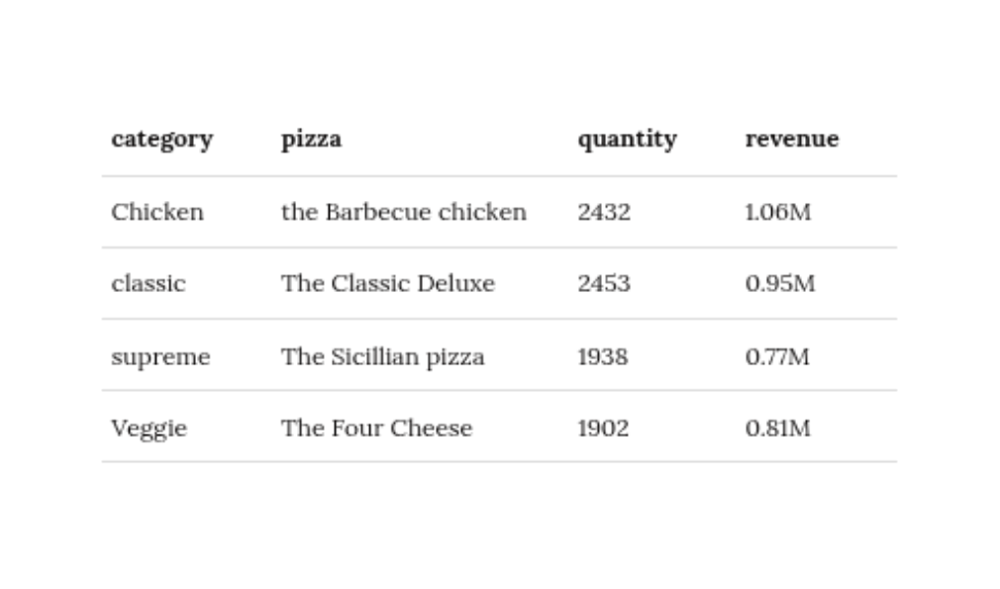 category pizza quantity revenue
Chicken the Barbecue chicken 2432 1.06M
classic The Classic Deluxe 2453 0.95M
supreme The Sicillian pizza 1938 0.77M
Veggie The Four Cheese 1902 0.81M